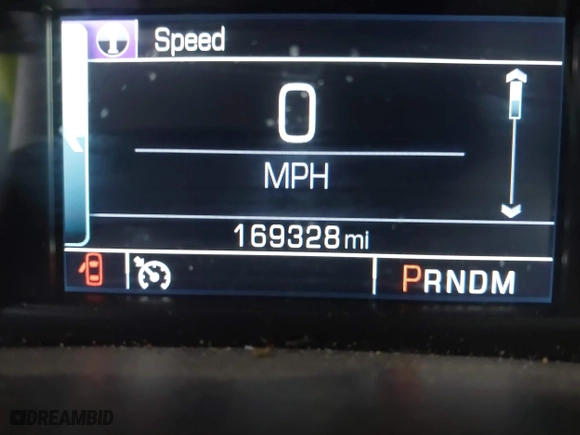 Speed
0
MPH
169328 mi
PRNDM
DREAMBID